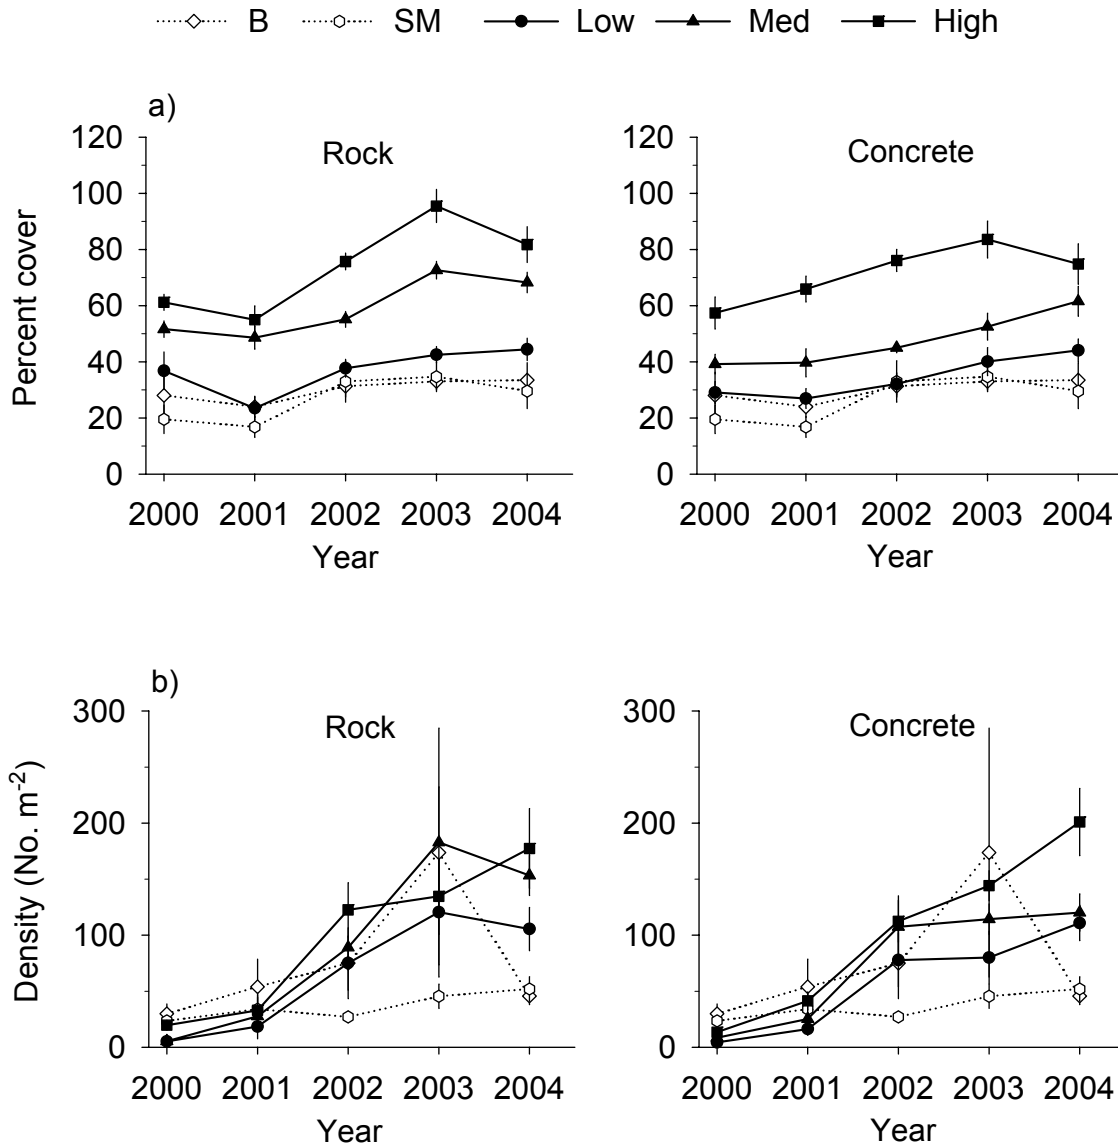 B SM Low Med High
a)
Rock Concrete
120 120
100 100
80 80
60 60
40 40
20 20
0 0
2000 2001 2002 2003 2004 2000 2001 2002 2003 2004
Year Year
Percent cover
b)
Rock Concrete
300 300
200 200
100 100
0 0
2000 2001 2002 2003 2004 2000 2001 2002 2003 2004
Year Year
Density (No. m⁻²)